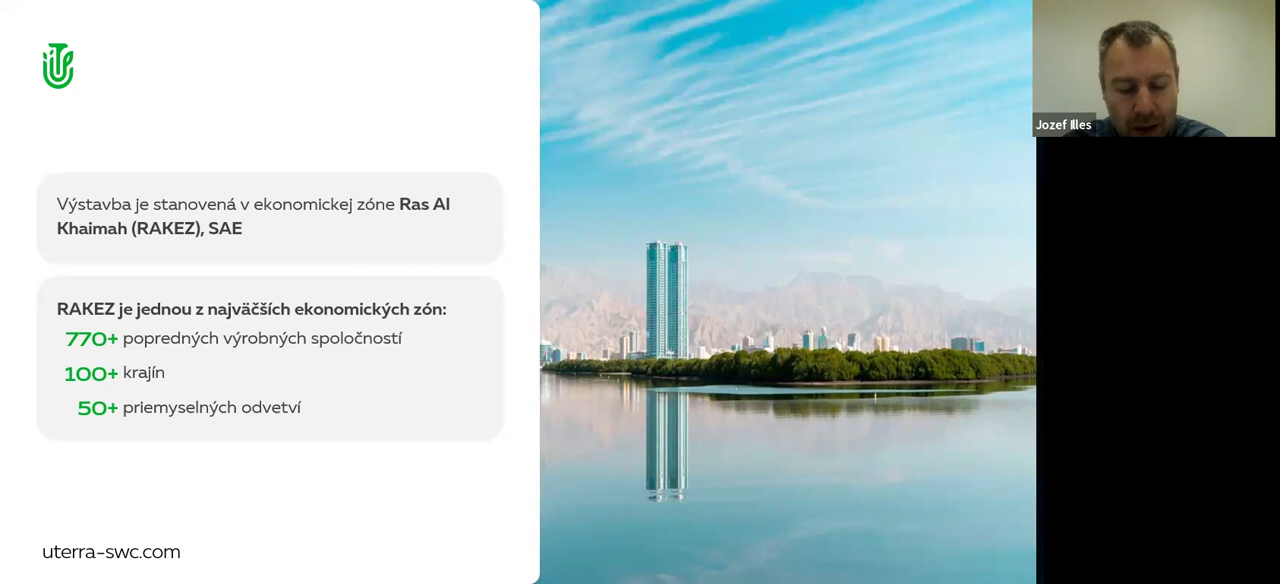 Výstavba je stanovená v ekonomickej zóne Ras Al
Khaimah (RAKEZ), SAE
RAKEZ je jednou z najväčších ekonomických zón:
770+ popredných výrobných spoločností
100+ krajín
50+ priemyselných odvetví
uterra-swc.com
Jozef Illes